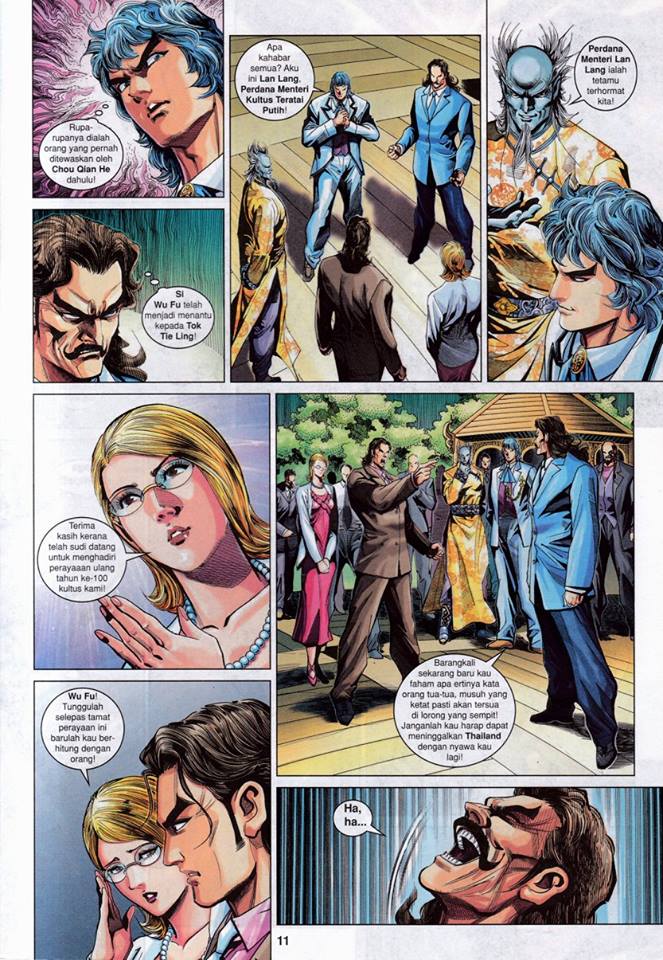 Rupa-
rupanya dialah
orang yang pernah
ditewaskan oleh
Chou Qian He
dahulu!
Apa
kahabar
semua? Aku
ini Lan Lang,
Perdana Menteri
Kultus Teratai
Putih!
Perdana
Menteri Lan
Lang ialah
tetamu
terhormat
kita!
Si
Wu Fu telah
menjadi menantu
kepada Tok
Tie Ling!
Terima
kasih kerana
telah sudi datang
untuk menghadiri
perayaaan ulang
tahun ke-100
kultus kami!
Barangkali
sekarang baru kau
faham apa ertinya kata
orang tua-tua, musuh yang
ketat pasti akan tersua
di lorong yang sempit!
Janganlah kau harap dapat
meninggalkan Thailand
dengan nyawa kau
lagi!
Wu Fu!
Tunggulah
selepas tamat
perayaan ini
barulah kau ber-
hitung dengan
orang!
Ha,
ha...
11